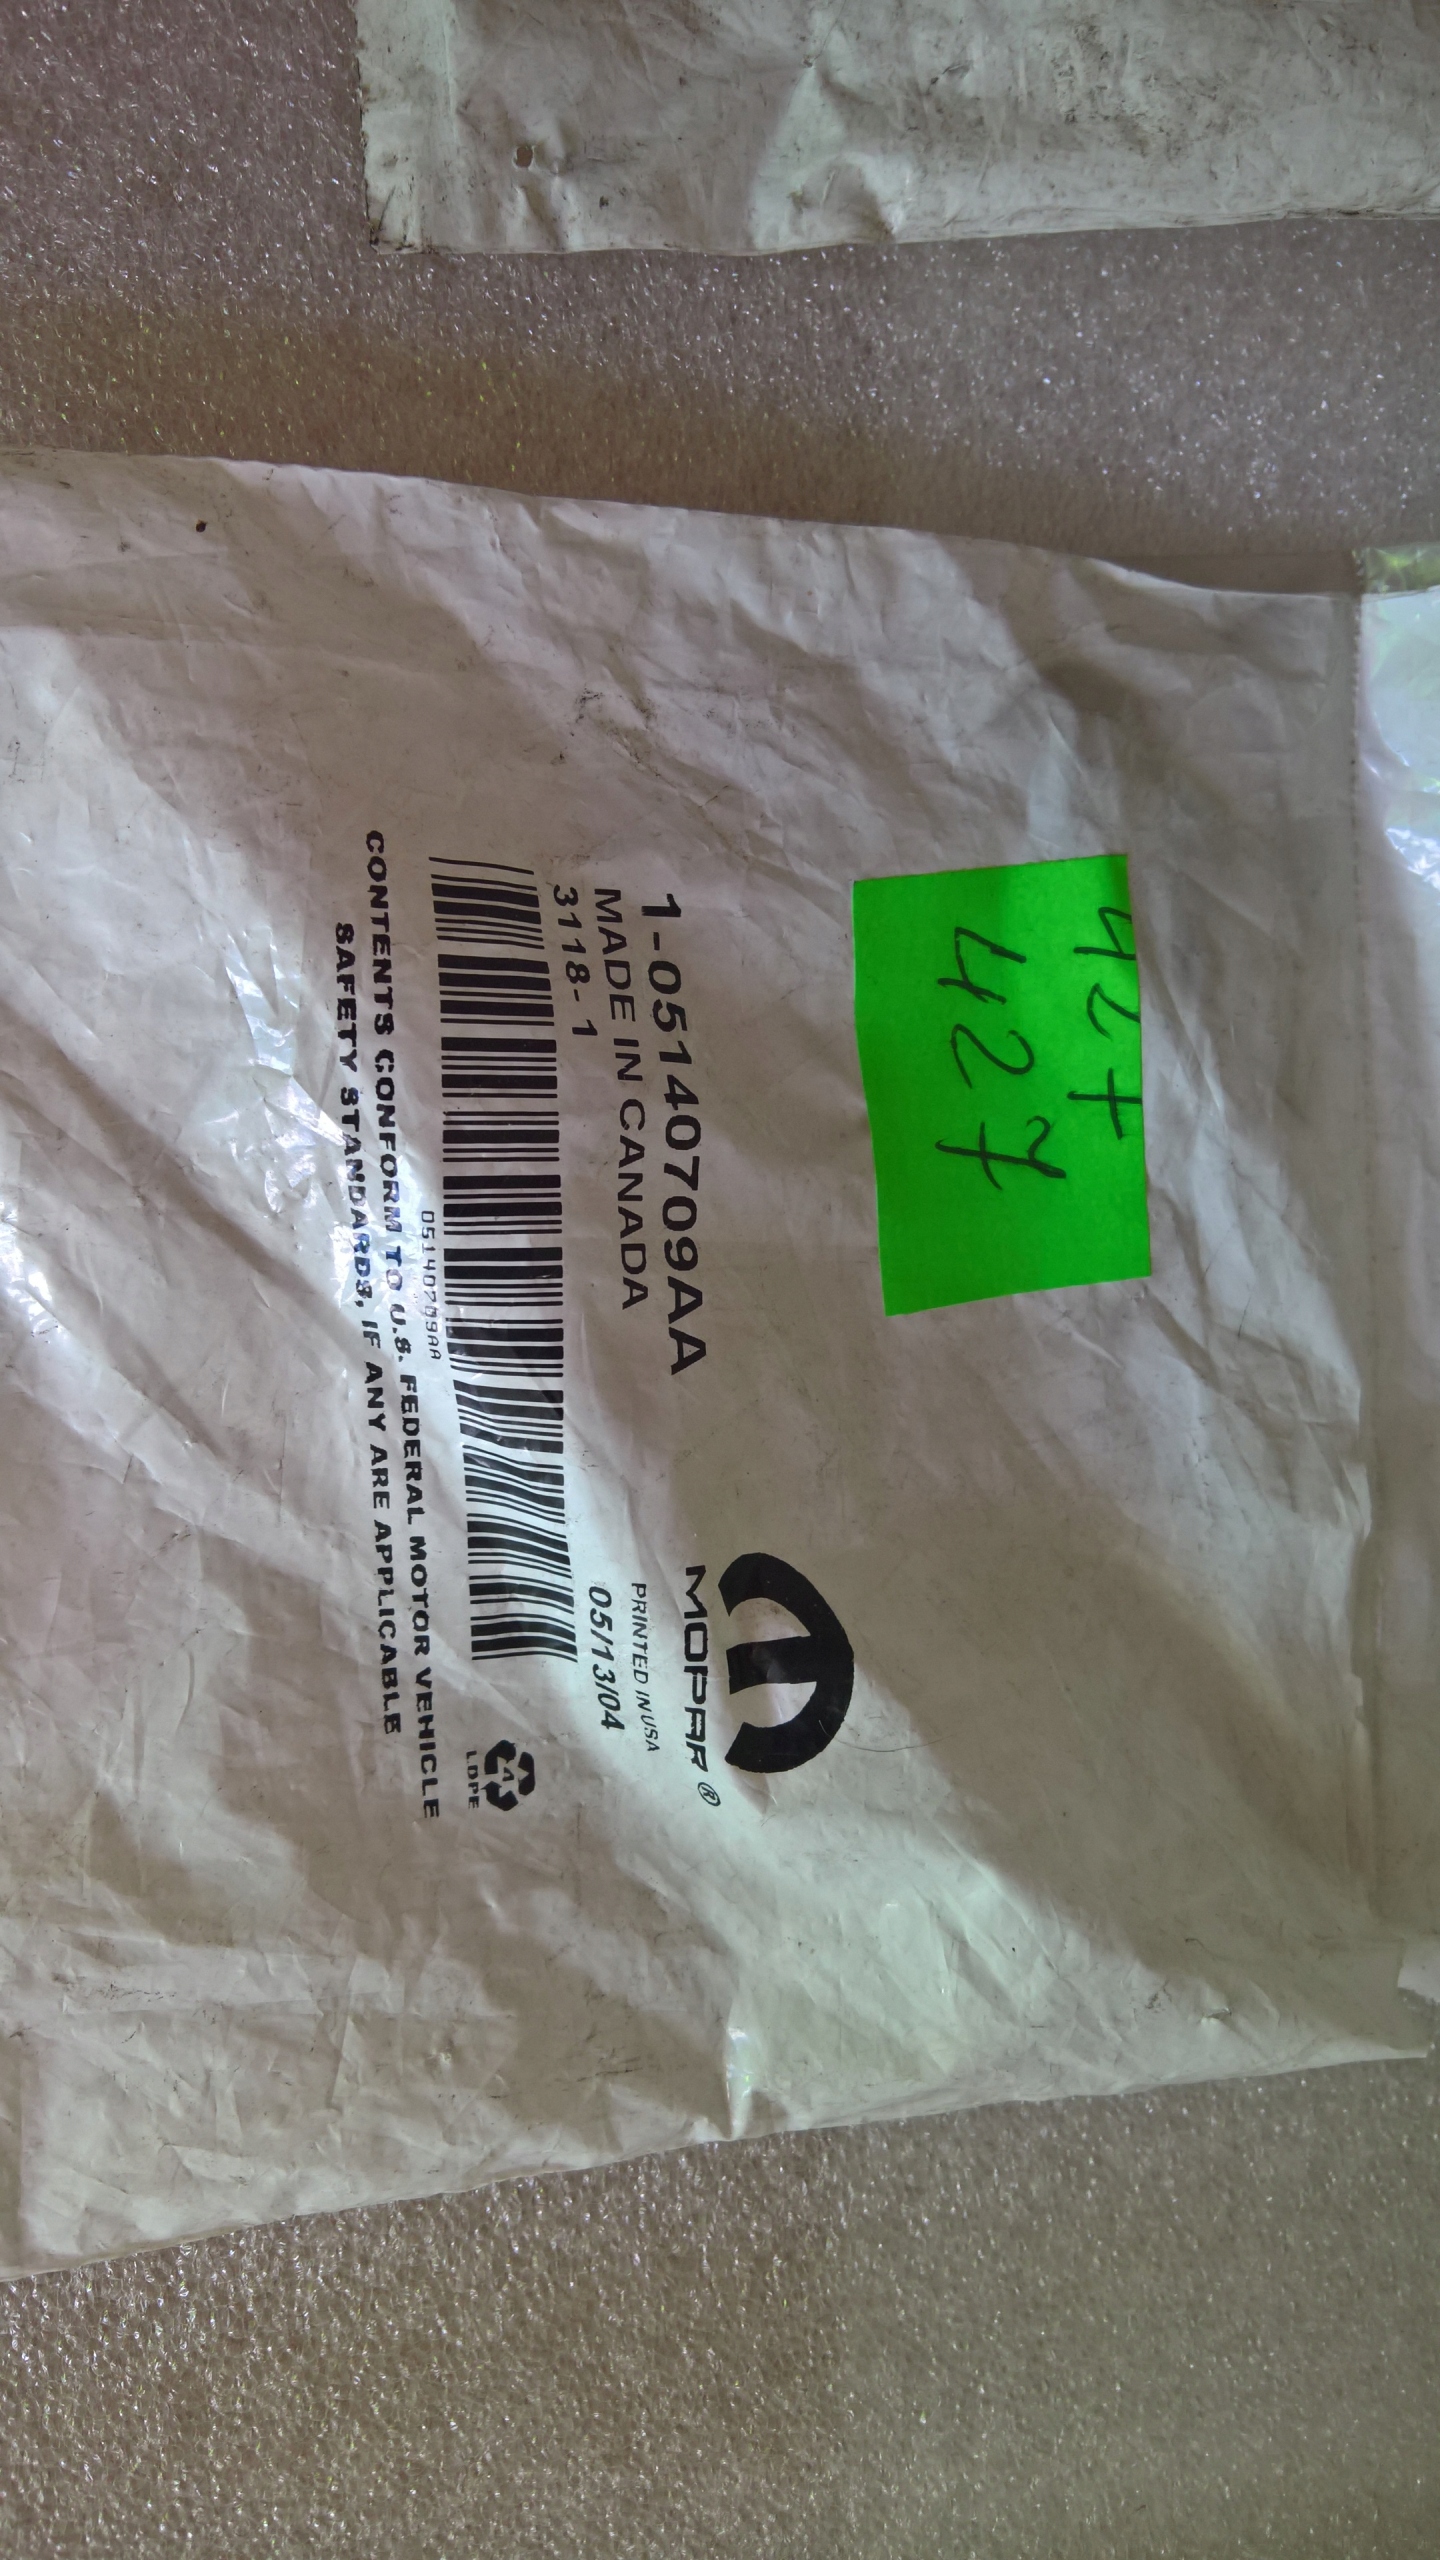 427
427
MOPAR®
1-05140709AA
MADE IN CANADA
PRINTED IN USA
3118-1
05/13/04
05140709AA
4
LDPE
CONTENTS CONFORM TO U.S. FEDERAL MOTOR VEHICLE
SAFETY STANDARDS, IF ANY ARE APPLICABLE